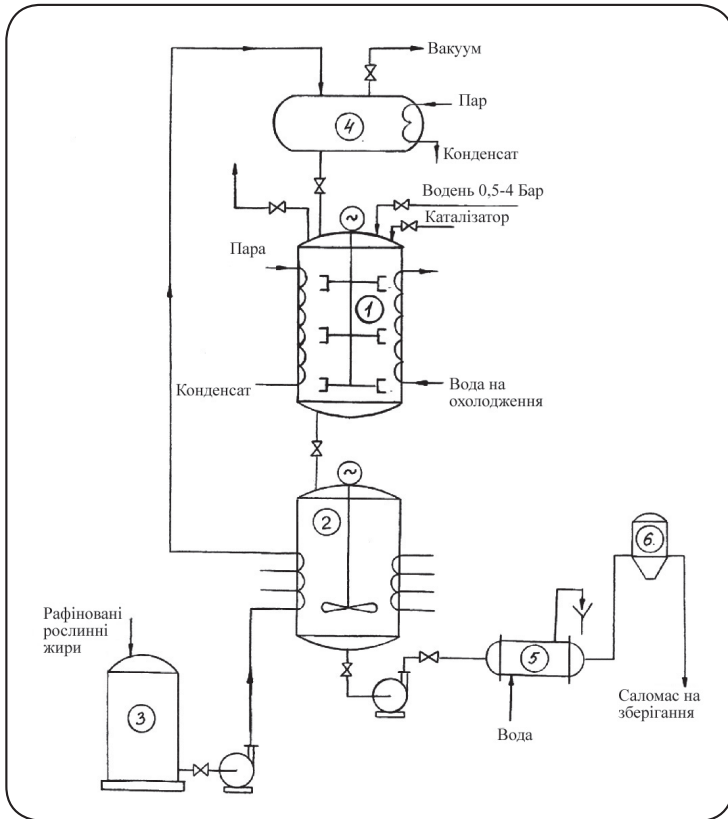 Вакуум
Пар
4
Конденсат
Водень 0,5-4 Бар
Каталізатор
Пара
1
Конденсат
Вода на
охолодження
2
6.
Рафіновані
рослинні
жири
5
3
Саломас на
зберігання
Вода